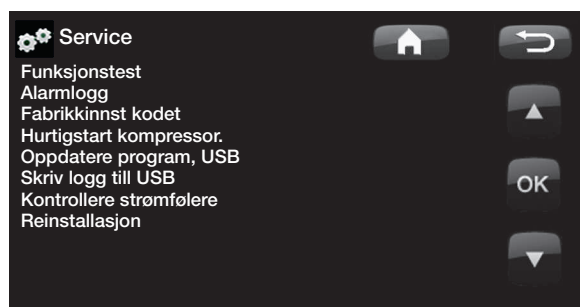 Service
Funksjonstest
Alarmlogg
Fabrikkinnst kodet
Hurtigstart kompressor.
Oppdatere program, USB
Skriv logg till USB
Kontrollere strømfølere
Reinstallasjon
OK